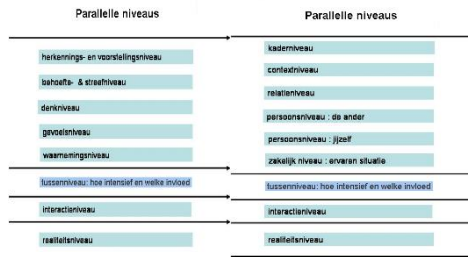 Parallelle niveaus
herkennings- en voorstellingsniveau
behoefte- & streefniveau
denkniveau
gevoelsniveau
waarnemingsniveau
tussenniveau: hoe intensief en welke invloed
interactieniveau
realiteitsniveau
Parallelle niveaus
kaderniveau
contextniveau
relatieniveau
persoonsniveau : de ander
persoonsniveau : jijzelf
zakelijk niveau : ervaren situatie
tussenniveau: hoe intensief en welke invloed
interactieniveau
realiteitsniveau